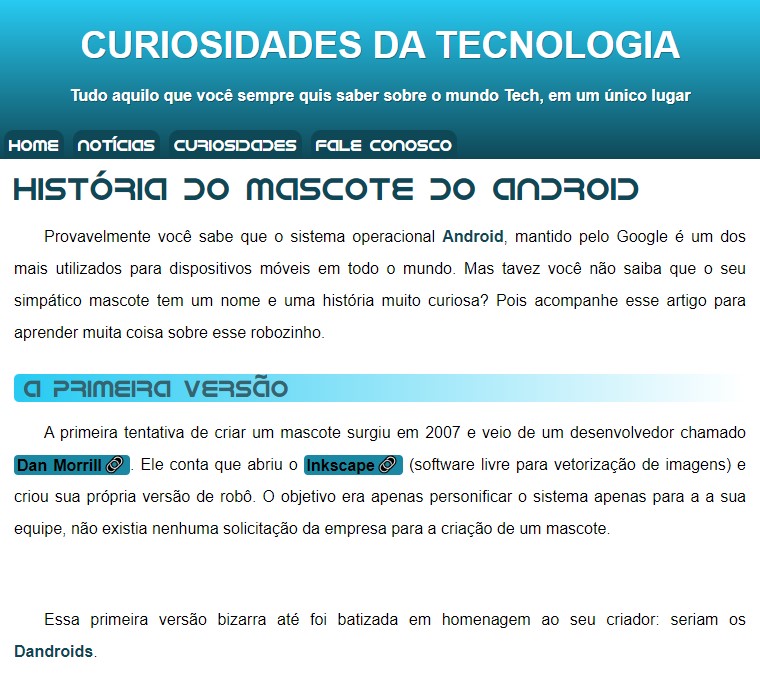 CURIOSIDADES DA TECNOLOGIA
Tudo aquilo que você sempre quis saber sobre o mundo Tech, em um único lugar
HOME NOTÍCIAS CURIOSIDADES FALE CONOSCO
HISTÓRIA DO MASCOTE DO ANDROID
Provavelmente você sabe que o sistema operacional Android, mantido pelo Google é um dos
mais utilizados para dispositivos móveis em todo o mundo. Mas tavez você não saiba que o seu
simpático mascote tem um nome e uma história muito curiosa? Pois acompanhe esse artigo para
aprender muita coisa sobre esse robozinho.
A PRIMEIRA VERSÃO
A primeira tentativa de criar um mascote surgiu em 2007 e veio de um desenvolvedor chamado
Dan Morrill. Ele conta que abriu o Inkscape (software livre para vetorização de imagens) e
criou sua própria versão de robô. O objetivo era apenas personificar o sistema apenas para a a sua
equipe, não existia nenhuma solicitação da empresa para a criação de um mascote.
Essa primeira versão bizarra até foi batizada em homenagem ao seu criador: seriam os
Dandroids.